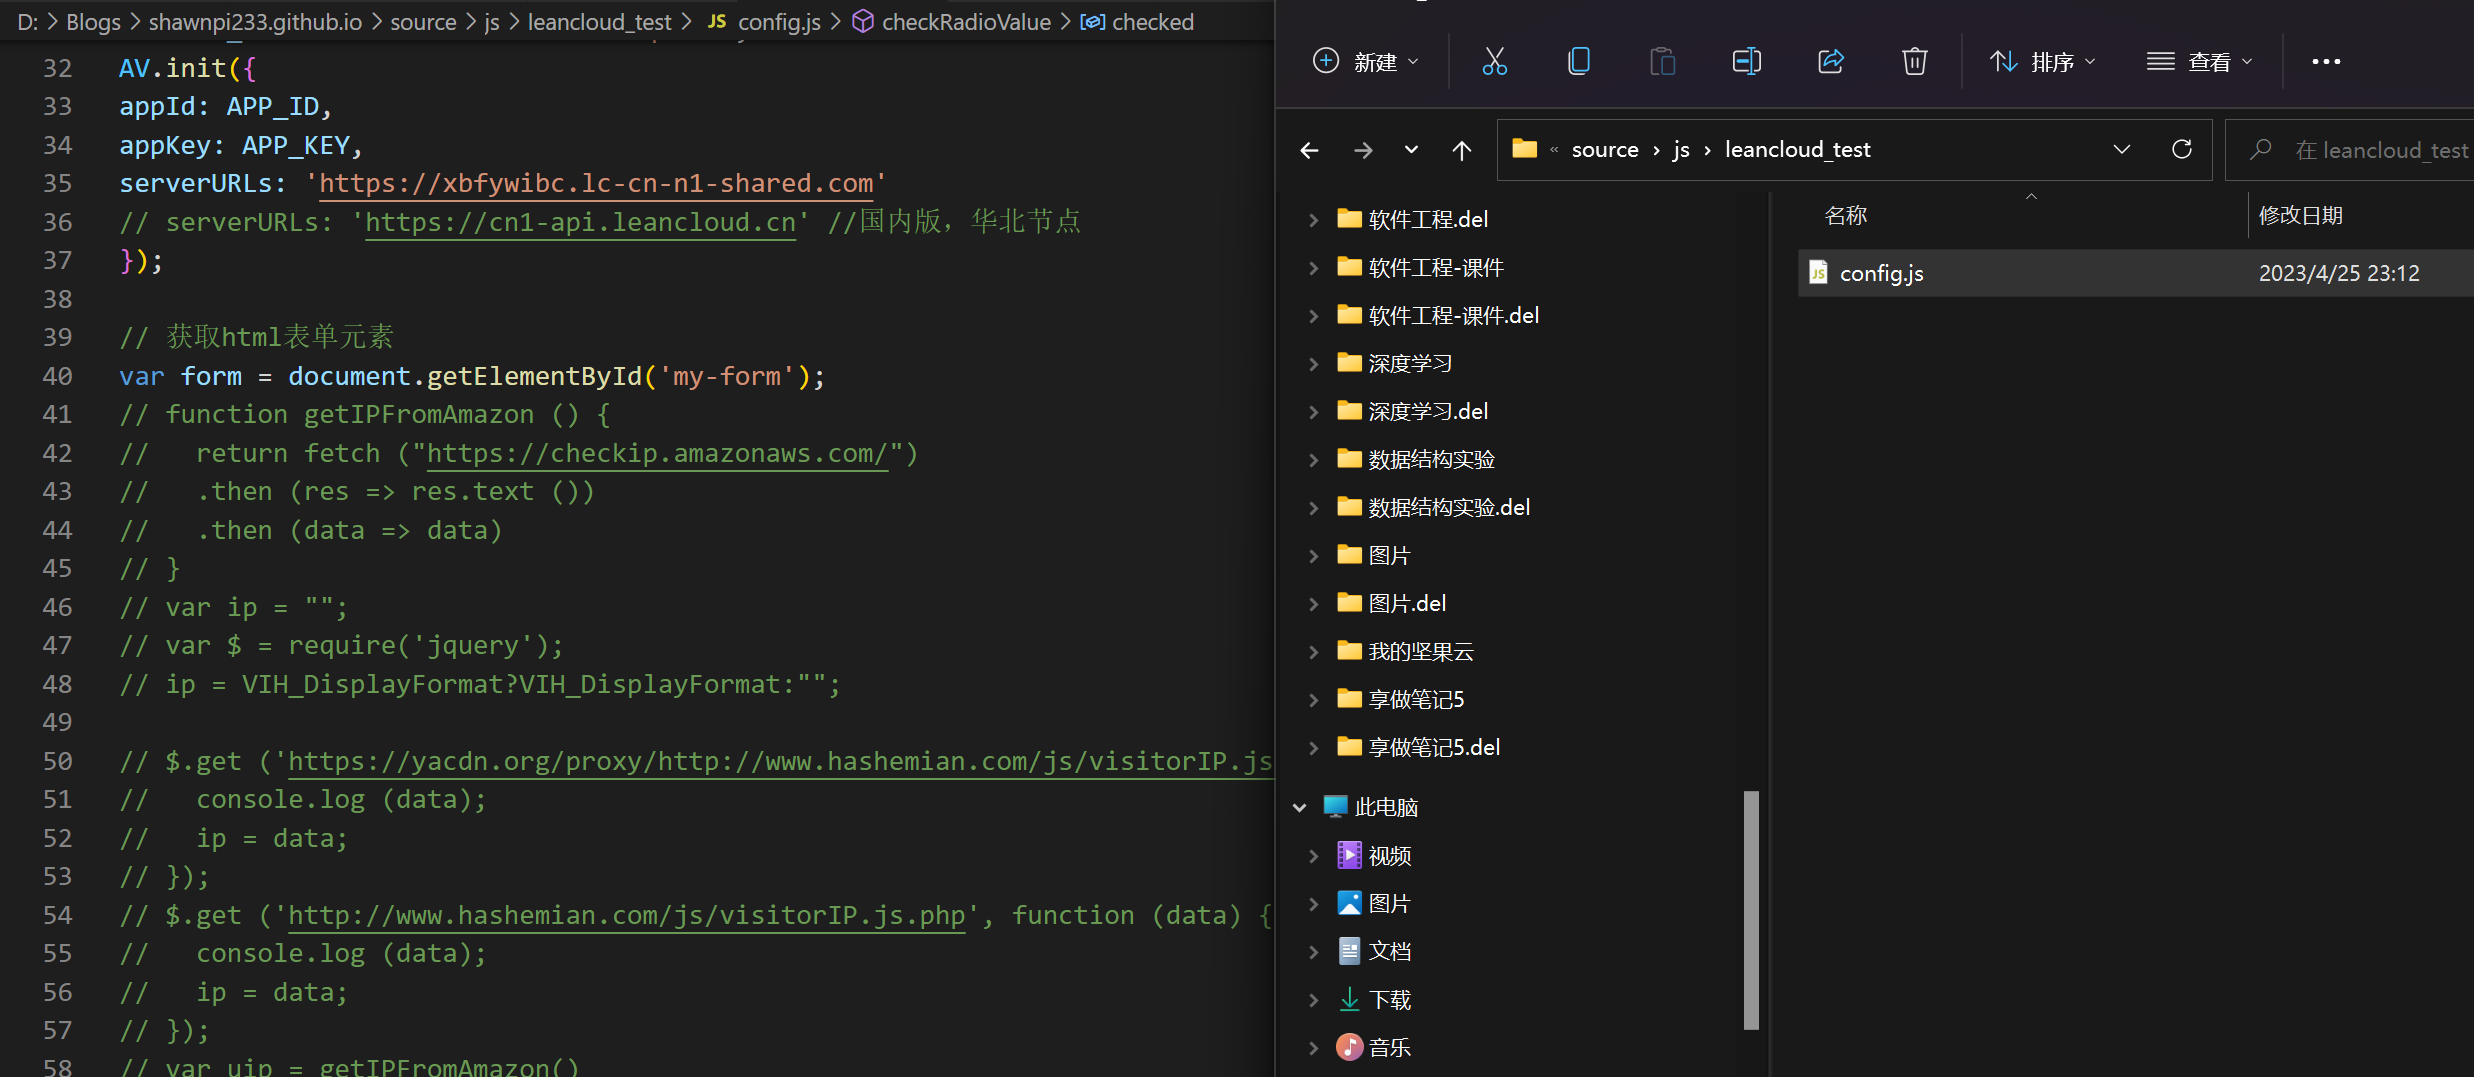 D: > Blogs > shawnpi233.github.io > source > js > leancloud_test > JS config.js > checkRadioValue > checked
32 AV.init({
33 appId: APP_ID,
34 appKey: APP_KEY,
35 serverURLs: 'https://xbfywibc.lc-cn-n1-shared.com'
36 // serverURLs: 'https://cn1-api.leancloud.cn' //国内版，华北节点
37 });
38
39 // 获取html表单元素
40 var form = document.getElementById('my-form');
41 // function getIPFromAmazon () {
42 //   return fetch ("https://checkip.amazonaws.com/")
43 //   .then (res => res.text ())
44 //   .then (data => data)
45 // }
46 // var ip = "";
47 // var $ = require('jquery');
48 // ip = VIH_DisplayFormat?VIH_DisplayFormat:"";
49
50 // $.get ('https://yacdn.org/proxy/http://www.hashemian.com/js/visitorIP.js
51 //   console.log (data);
52 //   ip = data;
53 // });
54 // $.get ('http://www.hashemian.com/js/visitorIP.js.php', function (data) {
55 //   console.log (data);
56 //   ip = data;
57 // });
58 // var uip = getIPFromAmazon()
新建 排序 查看 ...
« source › js › leancloud_test
在 leancloud_test
软件工程.del
软件工程-课件
软件工程-课件.del
深度学习
深度学习.del
数据结构实验
数据结构实验.del
图片
图片.del
我的坚果云
享做笔记5
享做笔记5.del
此电脑
视频
图片
文档
下载
音乐
名称 修改日期
JS config.js 2023/4/25 23:12